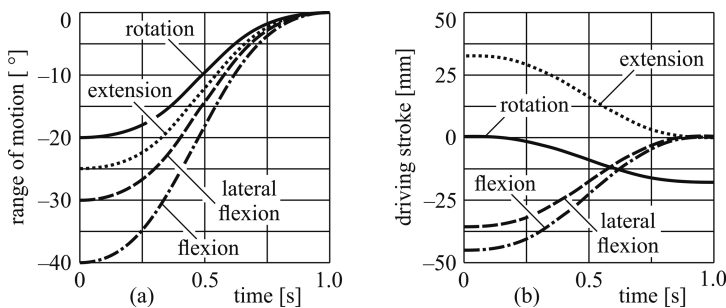 0
−10
−20
−30
−40
range of motion [ °]
rotation
extension
lateral
flexion
flexion
0
0.5
1.0
(a)
time [s]
50
25
0
−25
−50
driving stroke [mm]
extension
rotation
flexion
lateral
flexion
0
0.5
1.0
(b)
time [s]